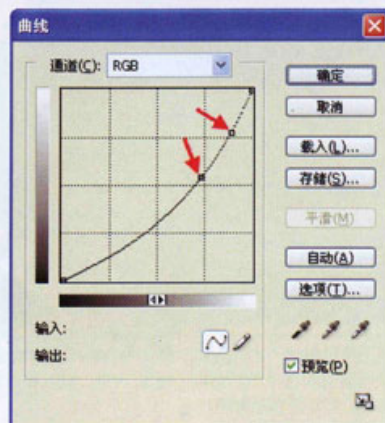 曲线
通道(C): RGB
确定
取消
载入(L)...
存储(S)...
平滑(M)
自动(A)
选项(T)...
输入:
输出:
预览(P)